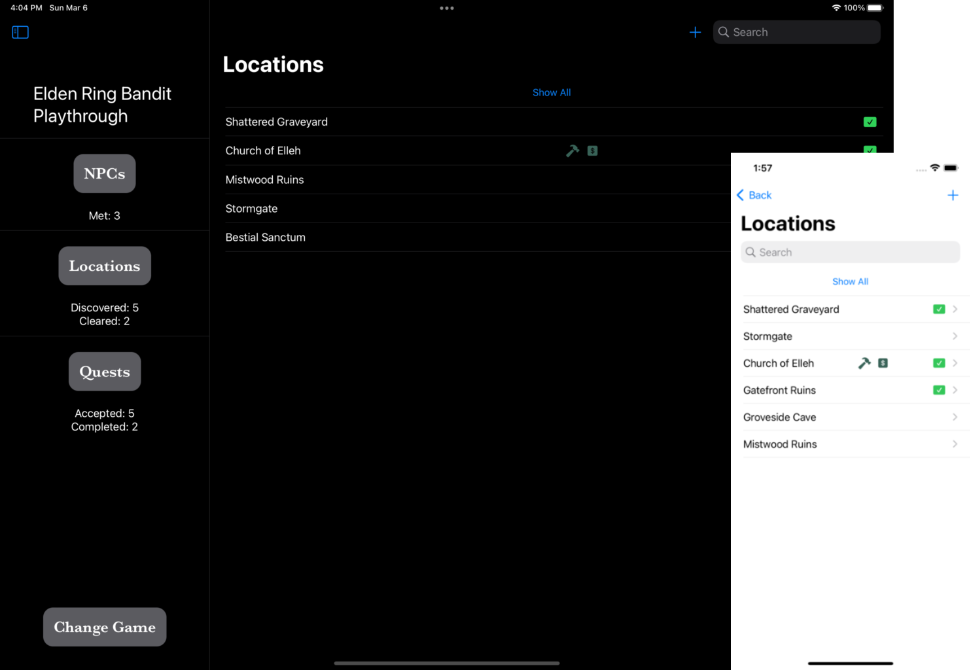 4:04 PM Sun Mar 6
100%
Elden Ring Bandit
Playthrough
NPCs
Met: 3
Locations
Discovered: 5
Cleared: 2
Quests
Accepted: 5
Completed: 2
Change Game
Search
Locations
Show All
Shattered Graveyard
Church of Elleh
$
Mistwood Ruins
Stormgate
Bestial Sanctum
1:57
Back
Locations
Search
Show All
Shattered Graveyard
Stormgate
Church of Elleh
$
Gatefront Ruins
Groveside Cave
Mistwood Ruins